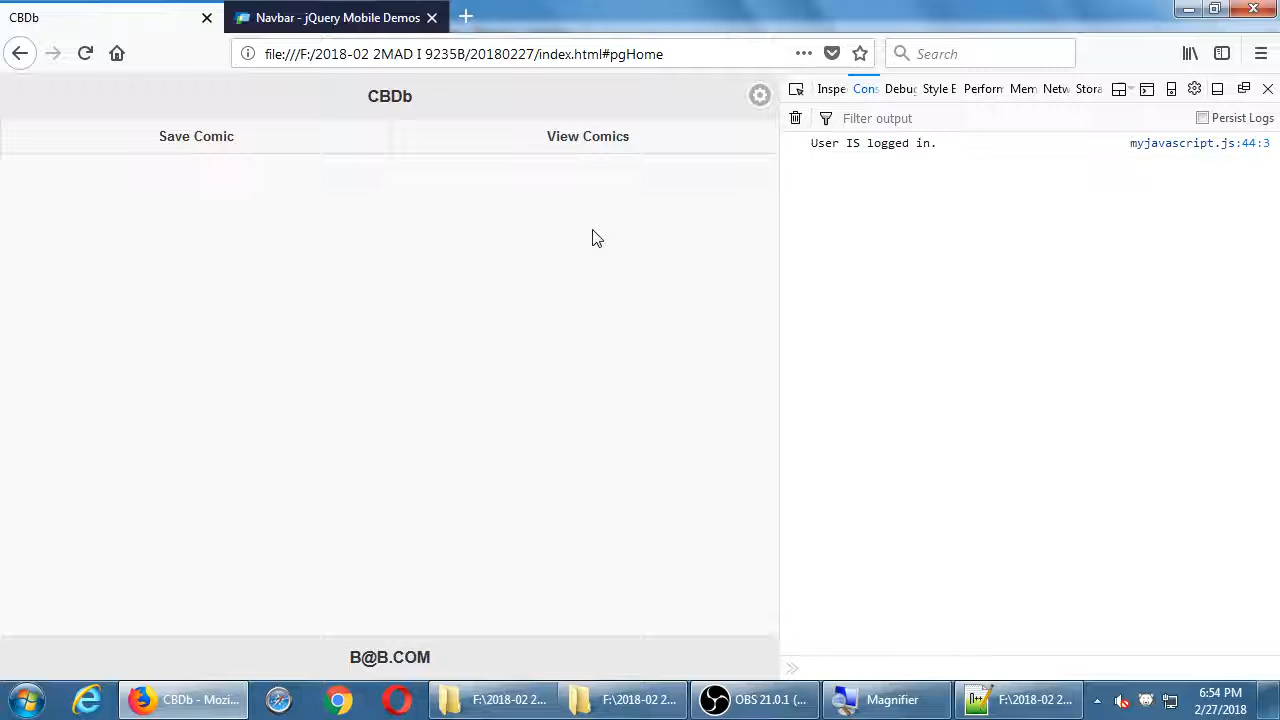 CBDb
Navbar - jQuery Mobile Demos
file:///F:/2018-02 2MAD I 9235B/20180227/index.html#pgHome
Search
CBDb
Save Comic
View Comics
B@B.COM
Inspe
Cons
Debug
Style E
Perform
Mem
Netw
Stora
Filter output
Persist Logs
User IS logged in.
myjavascript.js:44:3
CBDb - Mozi...
F:\2018-02 2...
F:\2018-02 2...
OBS 21.0.1 (...
Magnifier
F:\2018-02 2...
6:54 PM
2/27/2018